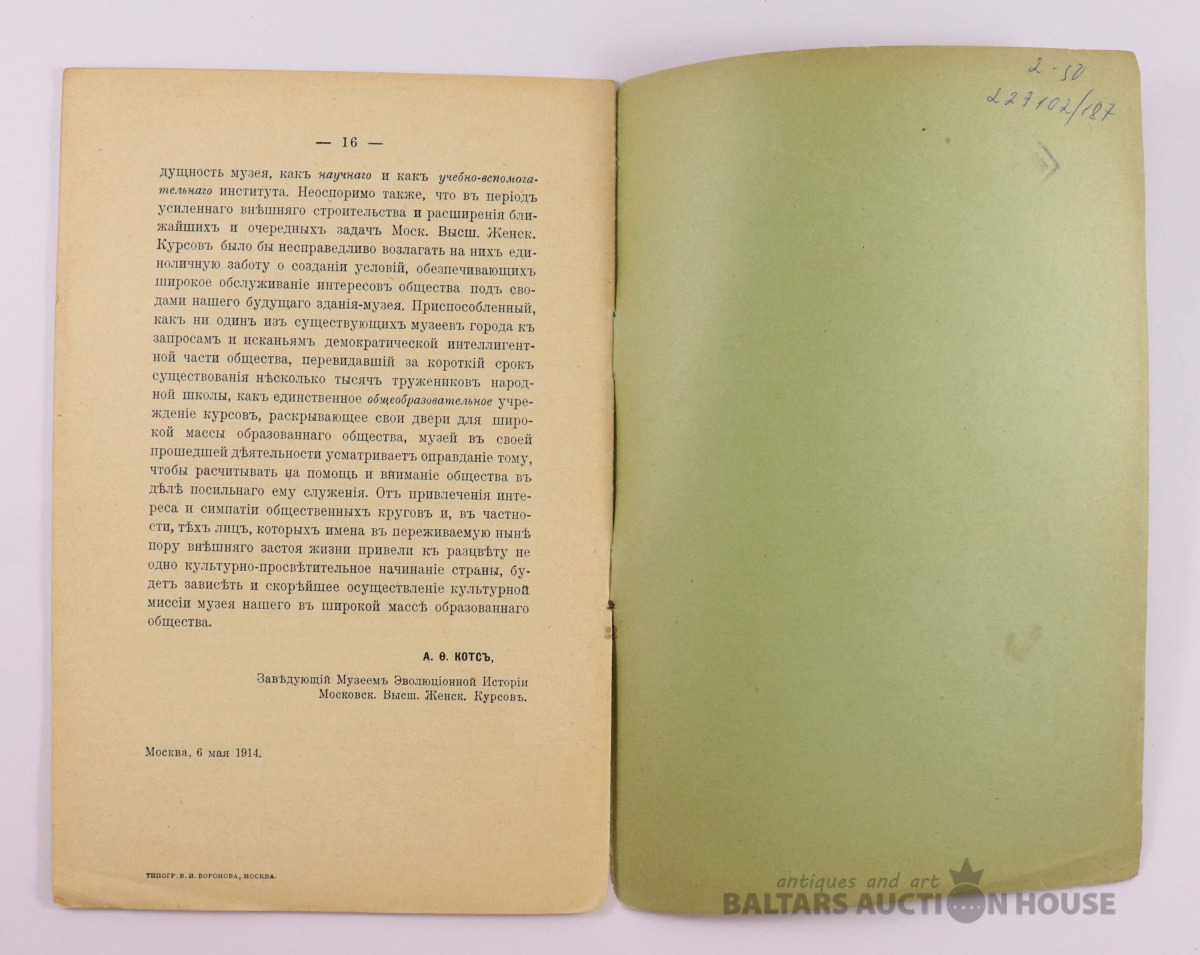 — 16 —
дущность музея, какъ научнаго и какъ учебно-вспомога-
тельнаго института. Неоспоримо также, что въ періодъ
усиленнаго внѣшняго строительства и расширенія бли-
жайшихъ и очередныхъ задачъ Моск. Высш. Женск.
Курсовъ было бы несправедливо возлагать на нихъ еди-
ноличную заботу о созданіи условій, обезпечивающихъ
широкое обслуживаніе интересовъ общества подъ сво-
дами нашего будущаго зданія-музея. Приспособленный,
какъ ни одинъ изъ существующихъ музеевъ города къ
запросамъ и исканьямъ демократической интеллигент-
ной части общества, перевидавшій за короткій срокъ
существованія нѣсколько тысячъ тружениковъ народ-
ной школы, какъ единственное общеобразовательное учре-
жденіе курсовъ, раскрывающее свои двери для широ-
кой массы образованнаго общества, музей въ своей
прошедшей дѣятельности усматриваетъ оправданіе тому,
чтобы расчитывать на помощь и вниманіе общества въ
дѣлѣ посильнаго ему служенія. Отъ привлеченія инте-
реса и симпатіи общественныхъ круговъ и, въ частно-
сти, тѣхъ лицъ, которыхъ имена въ переживаемую нынѣ
пору внѣшняго застоя жизни привели къ разцвѣту не
одно культурно-просвѣтительное начинаніе страны, бу-
детъ зависѣть и скорѣйшее осуществленіе культурной
миссіи музея нашего въ широкой массѣ образованнаго
общества.
А. Ѳ. КОТСЪ,
Завѣдующій Музеемъ Эволюціонной Исторіи
Московск. Высш. Женск. Курсовъ.
Москва, 6 мая 1914.
ТИПОГР. В. И. ВОРОНОВА, МОСКВА.
2-50
227102/187
antiques and art
BALTARS AUCTION HOUSE